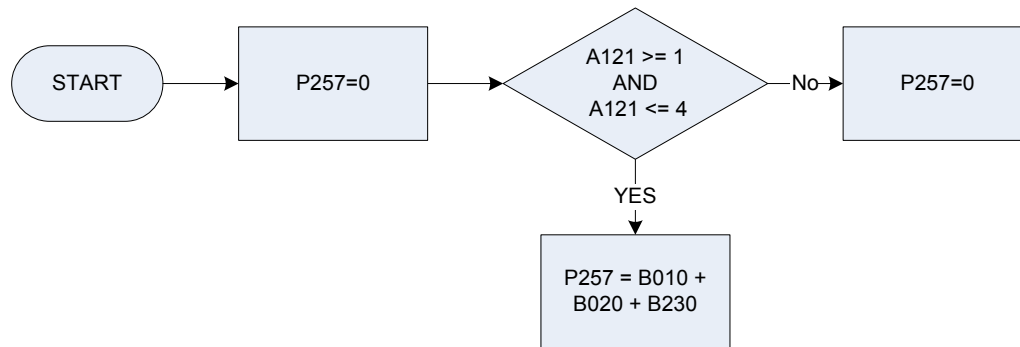 START
P257=0
A121 >= 1
AND
A121 <= 4
No
P257=0
YES
P257 = B010 +
B020 + B230